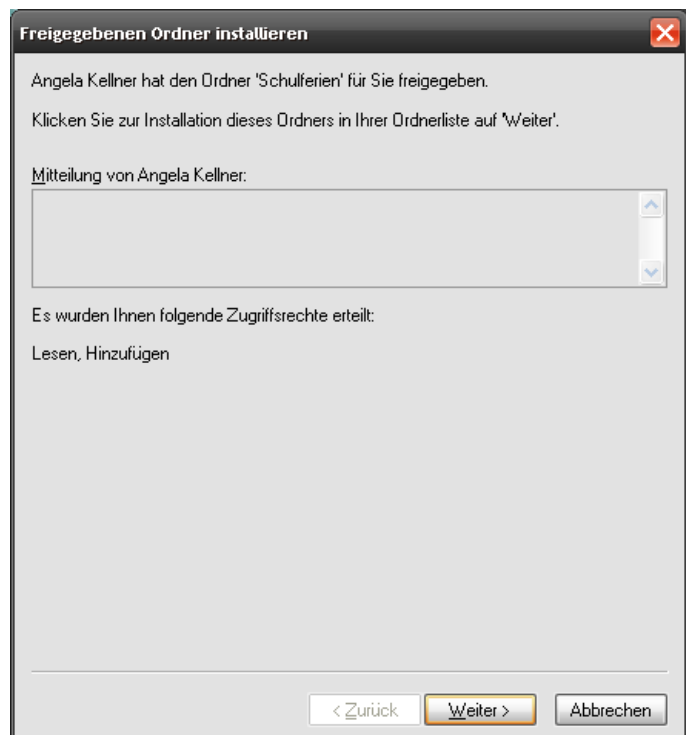 Freigegebenen Ordner installieren
Angela Kellner hat den Ordner 'Schulferien' für Sie freigegeben.
Klicken Sie zur Installation dieses Ordners in Ihrer Ordnerliste auf 'Weiter'.
Mitteilung von Angela Kellner:
Es wurden Ihnen folgende Zugriffsrechte erteilt:
Lesen, Hinzufügen
< Zurück Weiter > Abbrechen